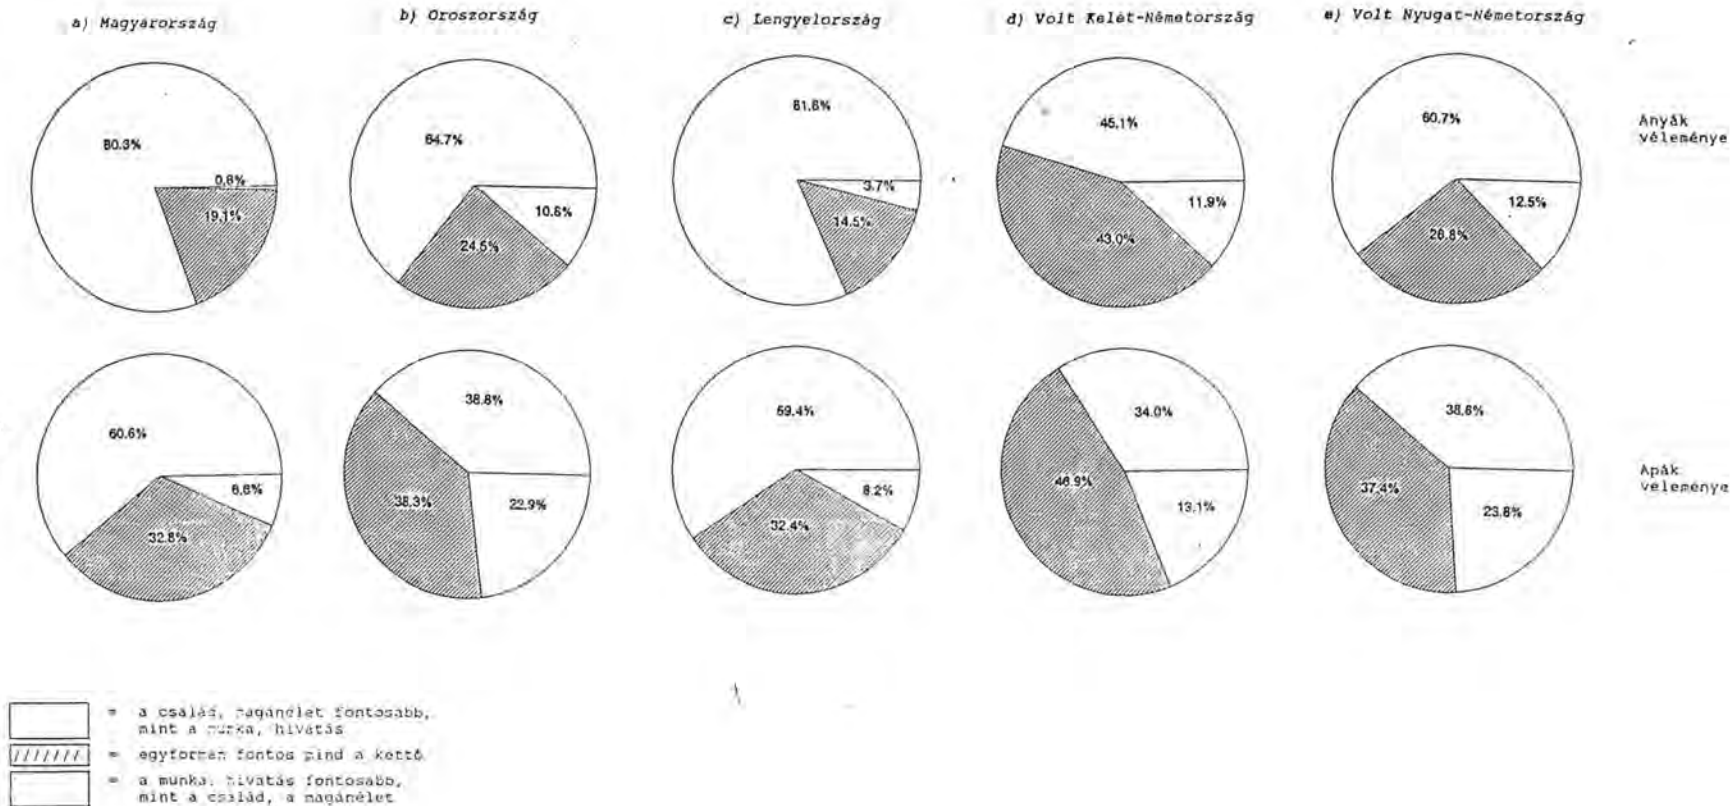 a) Magyarország
b) Oroszország
c) Lengyelország
d) Volt Kelet-Németország
e) Volt Nyugat-Németország
80.3%
0.6%
19.1%
64.7%
10.8%
24.5%
81.8%
3.7%
14.5%
45.1%
11.9%
43.0%
60.7%
12.5%
26.8%
Anyák
véleménye
60.6%
6.6%
32.8%
38.8%
22.9%
38.3%
59.4%
8.2%
32.4%
34.0%
46.9%
13.1%
38.8%
37.4%
23.8%
Apák
véleménye
= a család, magánélet fontosabb,
mint a munka, hivatás
= egyformán fontos mind a kettő
= a munka, hivatás fontosabb,
mint a család, a magánélet